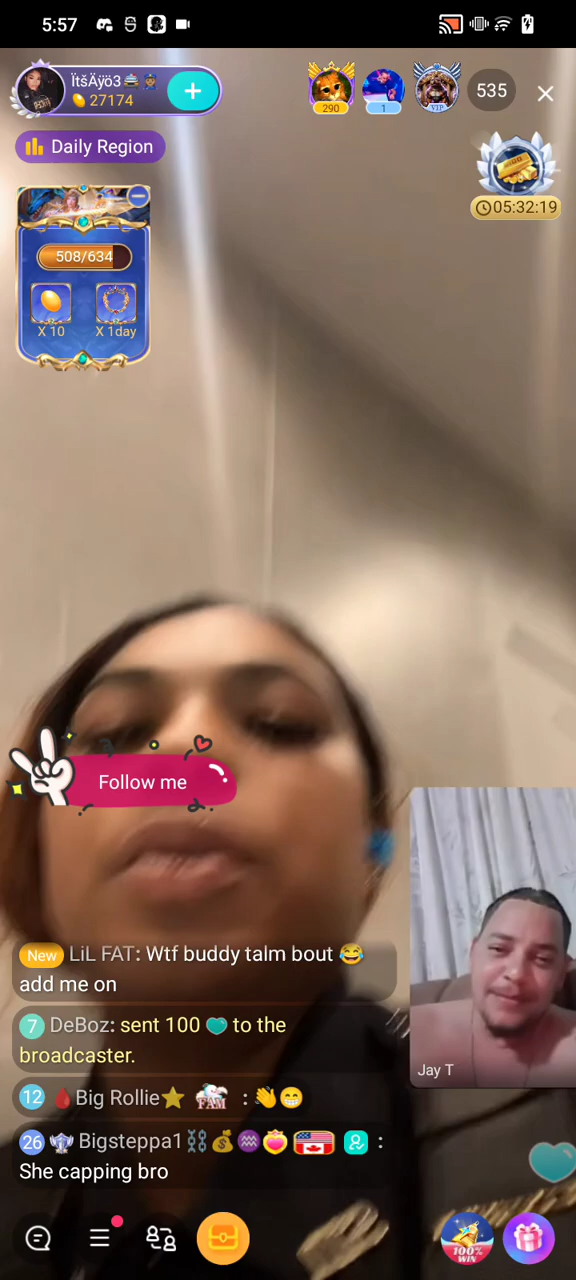 5:57
ÏtšÄÿö3
27174
290
1
VIP
535
Daily Region
05:32:19
508/634
X 10
X 1day
Follow me
New LiL FAT: Wtf buddy talm bout 😂
add me on
7 DeBoz: sent 100 🩵 to the
broadcaster.
12 🩸Big Rollie⭐ FAM : 👋😁
26 Bigsteppa1⛓💰♒ :
She capping bro
Jay T
100%
WIN